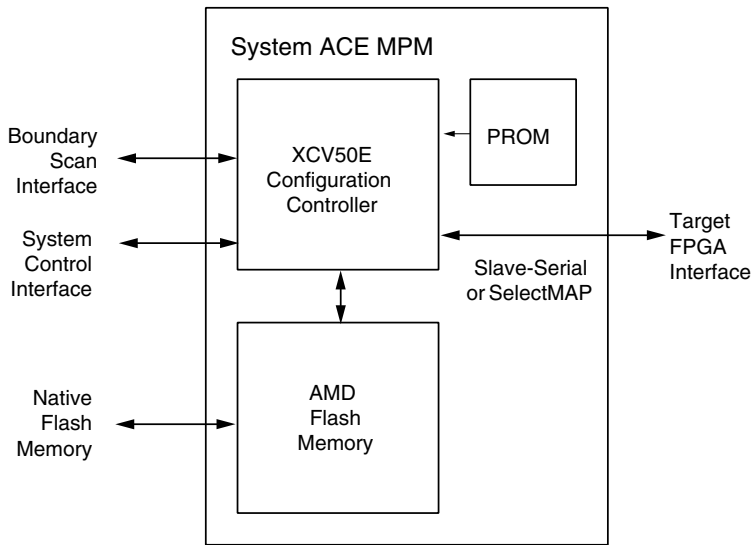 System ACE MPM
Boundary
Scan
Interface
XCV50E
Configuration
Controller
PROM
System
Control
Interface
Slave-Serial
or SelectMAP
Target
FPGA
Interface
Native
Flash
Memory
AMD
Flash
Memory